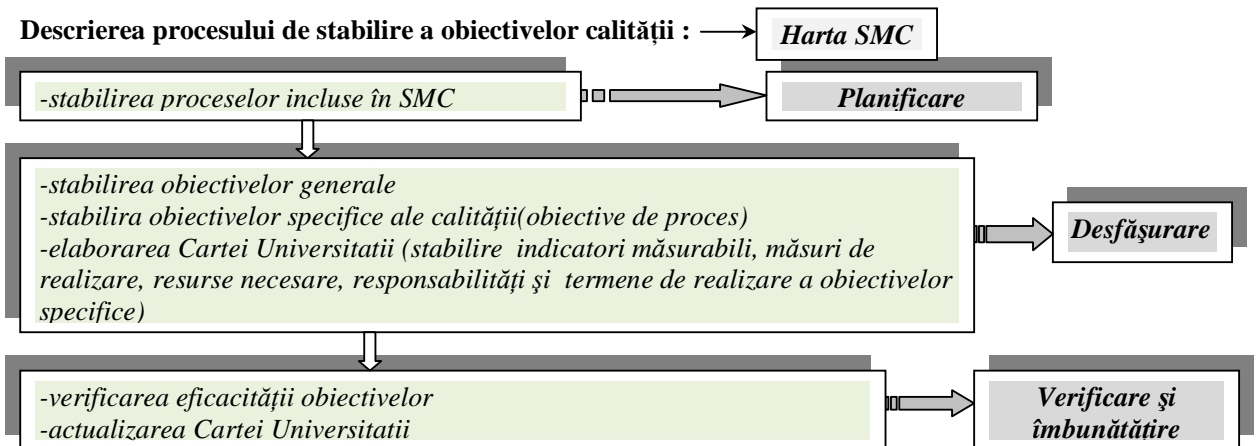 Descrierea procesului de stabilire a obiectivelor calității :
Harta SMC
-stabilirea proceselor incluse în SMC
Planificare
-stabilirea obiectivelor generale
-stabilira obiectivelor specifice ale calității(obiective de proces)
-elaborarea Cartei Universitatii (stabilire indicatori măsurabili, măsuri de
realizare, resurse necesare, responsabilități şi termene de realizare a obiectivelor
specifice)
Desfăşurare
-verificarea eficacității obiectivelor
-actualizarea Cartei Universitatii
Verificare şi
îmbunătățire